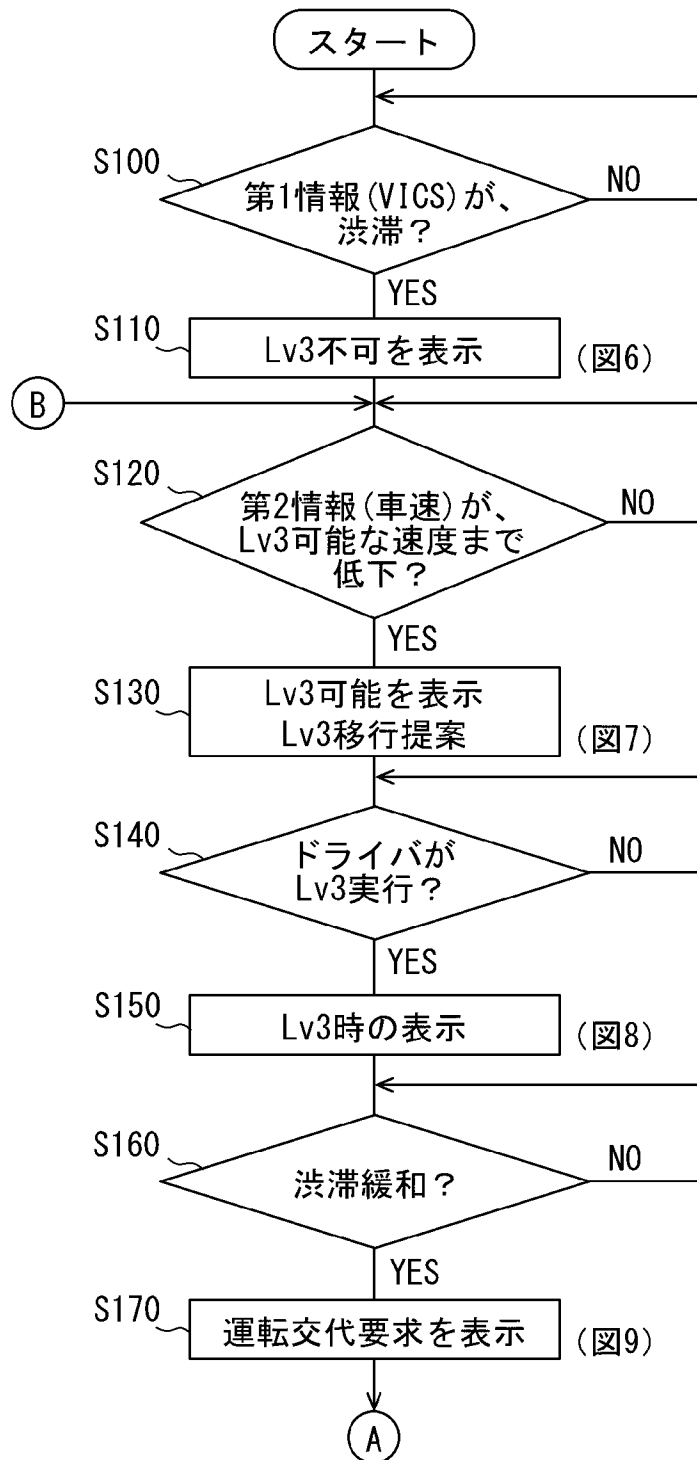 スタート
S100
第1情報(VICS)が、
渋滞?
NO
YES
S110
Lv3不可を表示
(図6)
B
S120
第2情報(車速)が、
Lv3可能な速度まで
低下?
NO
YES
S130
Lv3可能を表示
Lv3移行提案
(図7)
S140
ドライバが
Lv3実行?
NO
YES
S150
Lv3時の表示
(図8)
S160
渋滞緩和?
NO
YES
S170
運転交代要求を表示
(図9)
A